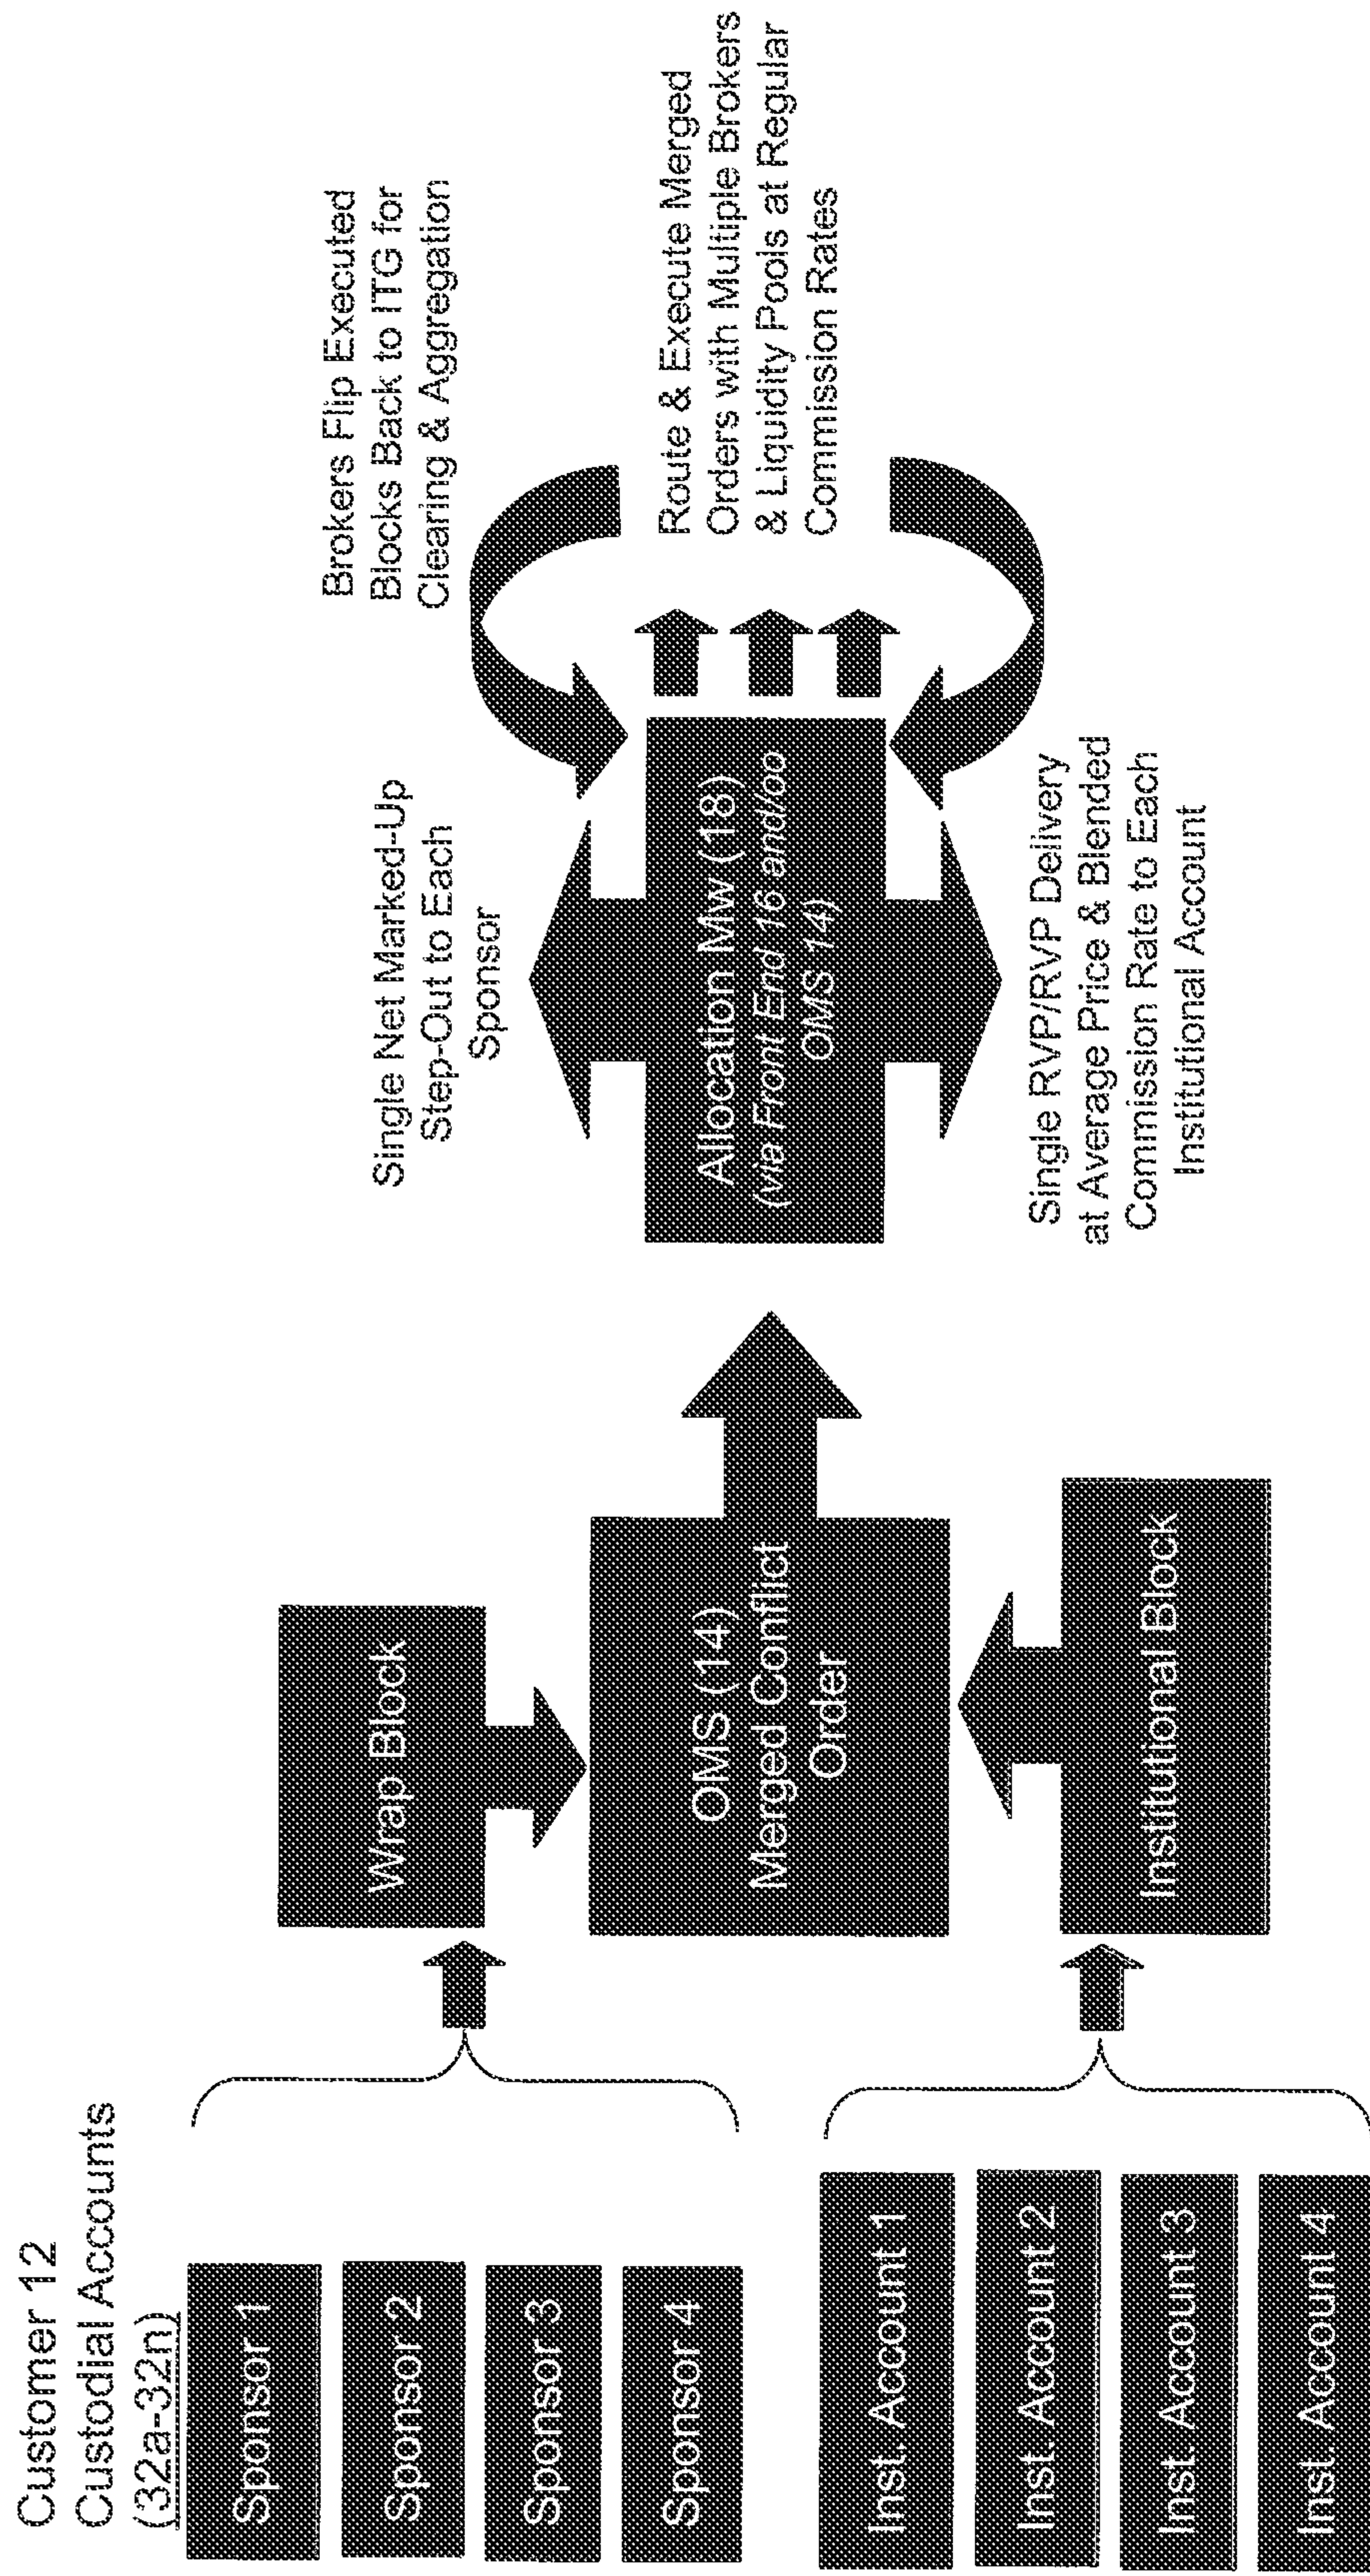 Customer 12
Custodial Accounts
(32a-32n)
Sponsor 1
Sponsor 2
Sponsor 3
Sponsor 4
Inst. Account 1
Inst. Account 2
Inst. Account 3
Inst. Account 4
Wrap Block
OMS (14)
Merged Conflict
Order
Institutional Block
Single Net Marked-Up
Step-Out to Each
Sponsor
Allocation Mw (18)
(via Front End 16 and/oo
OMS 14)
Single RVP/RVP Delivery
at Average Price & Blended
Commission Rate to Each
Institutional Account
Brokers Flip Executed
Blocks Back to ITG for
Clearing & Aggregation
Route & Execute Merged
Orders with Multiple Brokers
& Liquidity Pools at Regular
Commission Rates